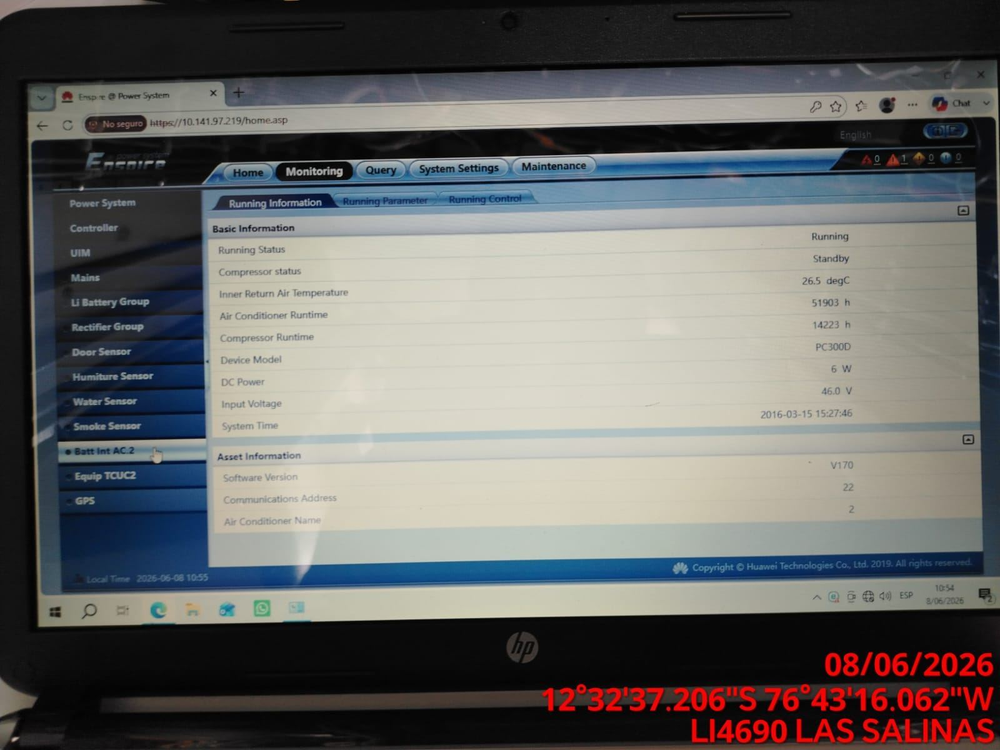 Enspire @ Power System
No seguro https://10.141.97.219/home.asp
Chat
English
power system
Enspire
Home Monitoring Query System Settings Maintenance
0 1 0 0
Power System
Controller
UIM
Mains
Li Battery Group
Rectifier Group
Door Sensor
Humiture Sensor
Water Sensor
Smoke Sensor
Batt Int AC.2
Equip TCUC2
GPS
Running Information Running Parameter Running Control
Basic Information
Running Status Running
Compressor status Standby
Inner Return Air Temperature 26.5 degC
Air Conditioner Runtime 51903 h
Compressor Runtime 14223 h
Device Model PC300D
DC Power 6 W
Input Voltage 46.0 V
System Time 2016-03-15 15:27:46
Asset Information
Software Version V170
Communications Address 22
Air Conditioner Name 2
Local Time 2026-06-08 10:55
Copyright © Huawei Technologies Co., Ltd. 2019. All rights reserved.
ESP
10:54
8/06/2026
2
hp
08/06/2026
12°32'37.206"S 76°43'16.062"W
LI4690 LAS SALINAS